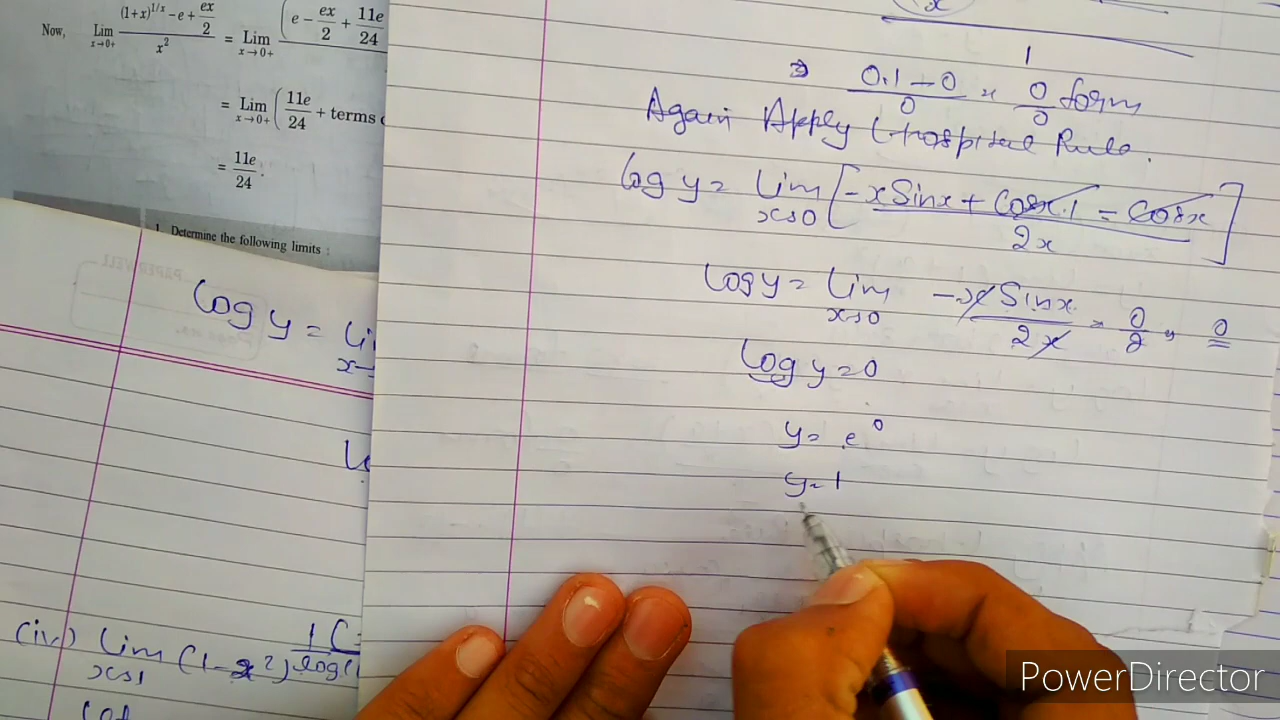 Now, Lim x→0+ ((1+x)^{1/x} − e + ex/2) / x² = Lim x→0+ (e − ex/2 + 11e/24
= Lim x→0+ (11e/24 + terms
= 11e/24.
1. Determine the following limits :
log y =
x→
(iv) Lim x→1 (1−x²)
x
1
⇒ (0.1−0)/0 = 0/0 form
Again Apply L-hospital Rule.
log y = Lim x→0 [(−x Sinx + Cosx.1 − Cosx) / 2x]
log y = Lim x→0 −x Sinx / 2x = 0/2 = 0
log y = 0
y = e⁰
y = 1
PowerDirector